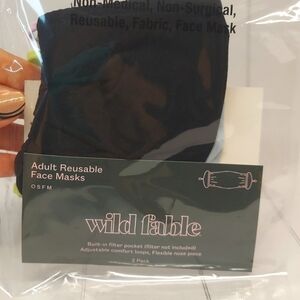 Non-Medical, Non-Surgical,
Reusable, Fabric, Face Mask
Adult Reusable
Face Masks
OSFM
wild fable
Built-in filter pocket (filter not included)
Adjustable comfort loops, Flexible nose piece
2 Pack